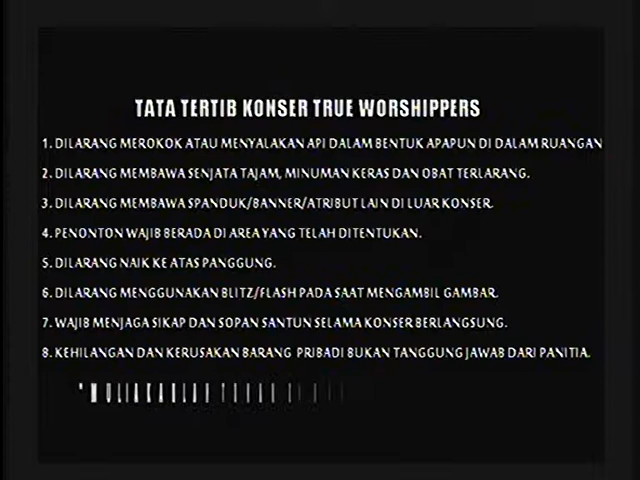 TATA TERTIB KONSER TRUE WORSHIPPERS
1. DILARANG MEROKOK ATAU MENYALAKAN API DALAM BENTUK APAPUN DI DALAM RUANGAN
2. DILARANG MEMBAWA SENJATA TAJAM, MINUMAN KERAS DAN OBAT TERLARANG.
3. DILARANG MEMBAWA SPANDUK/BANNER/ATRIBUT LAIN DI LUAR KONSER.
4. PENONTON WAJIB BERADA DI AREA YANG TELAH DITENTUKAN.
5. DILARANG NAIK KE ATAS PANGGUNG.
6. DILARANG MENGGUNAKAN BLITZ/FLASH PADA SAAT MENGAMBIL GAMBAR.
7. WAJIB MENJAGA SIKAP DAN SOPAN SANTUN SELAMA KONSER BERLANGSUNG.
8. KEHILANGAN DAN KERUSAKAN BARANG PRIBADI BUKAN TANGGUNG JAWAB DARI PANITIA.
"MULIAKANLAH TUHAN